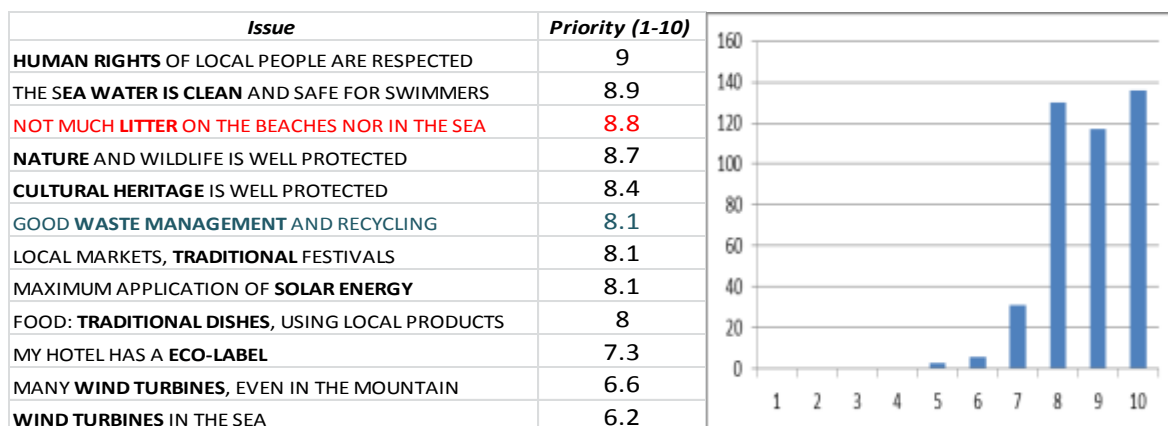 Issue Priority (1-10)
HUMAN RIGHTS OF LOCAL PEOPLE ARE RESPECTED 9
THE SEA WATER IS CLEAN AND SAFE FOR SWIMMERS 8.9
NOT MUCH LITTER ON THE BEACHES NOR IN THE SEA 8.8
NATURE AND WILDLIFE IS WELL PROTECTED 8.7
CULTURAL HERITAGE IS WELL PROTECTED 8.4
GOOD WASTE MANAGEMENT AND RECYCLING 8.1
LOCAL MARKETS, TRADITIONAL FESTIVALS 8.1
MAXIMUM APPLICATION OF SOLAR ENERGY 8.1
FOOD: TRADITIONAL DISHES, USING LOCAL PRODUCTS 8
MY HOTEL HAS A ECO-LABEL 7.3
MANY WIND TURBINES, EVEN IN THE MOUNTAIN 6.6
WIND TURBINES IN THE SEA 6.2
160
140
120
100
80
60
40
20
0
1 2 3 4 5 6 7 8 9 10